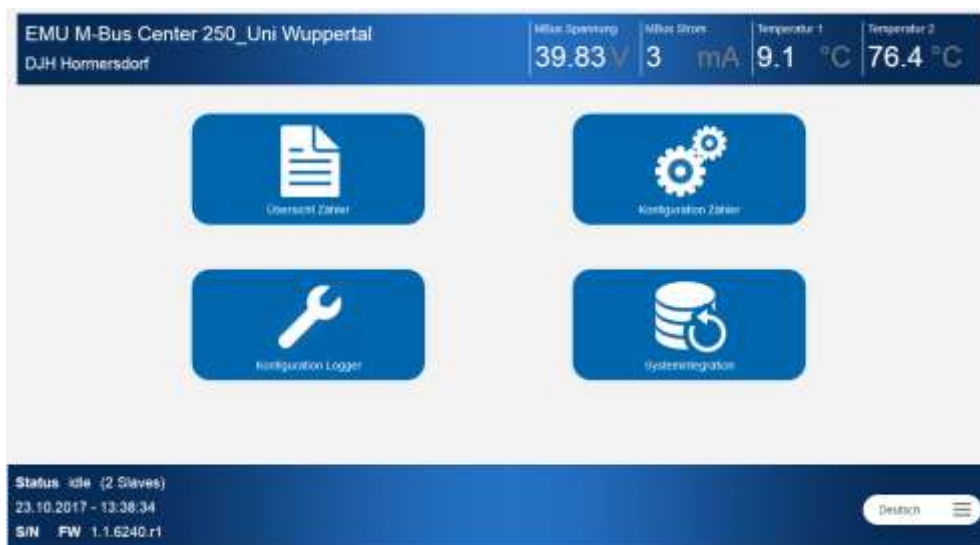 EMU M-Bus Center 250_Uni Wuppertal
DJH Hormersdorf
MBus Spannung
39.83 V
MBus Strom
3 mA
Temperatur 1
9.1 °C
Temperatur 2
76.4 °C
Übersicht Zähler
Konfiguration Zähler
Konfiguration Logger
Systemintegration
Status idle (2 Slaves)
23.10.2017 - 13:38:34
S/N FW 1.1.6240.r1
Deutsch